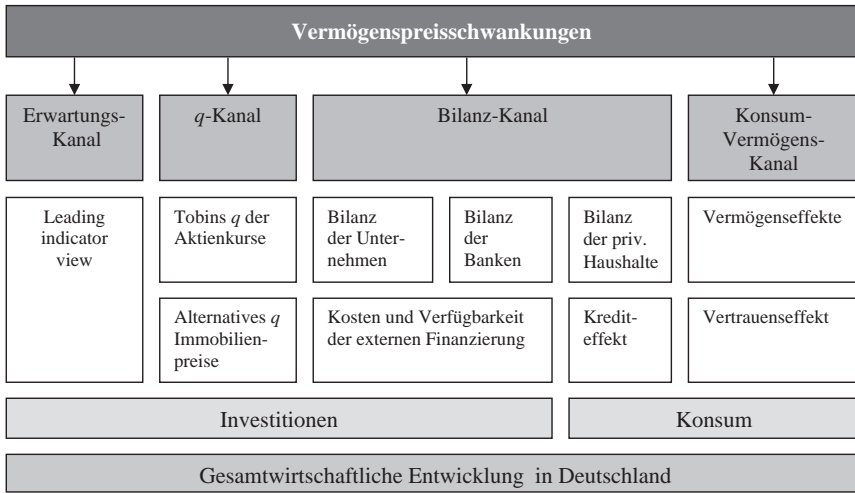 Vermögenspreisschwankungen
Erwartungs-
Kanal
q-Kanal
Bilanz-Kanal
Konsum-
Vermögens-
Kanal
Leading
indicator
view
Tobins q der
Aktienkurse
Bilanz
der Unter-
nehmen
Bilanz
der
Banken
Bilanz
der priv.
Haushalte
Vermögenseffekte
Alternatives q
Immobilien-
preise
Kosten und Verfügbarkeit
der externen Finanzierung
Kredit-
effekt
Vertrauenseffekt
Investitionen
Konsum
Gesamtwirtschaftliche Entwicklung in Deutschland